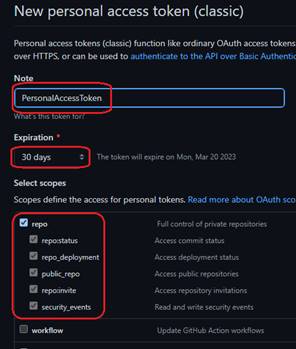 New personal access token (classic)
Personal access tokens (classic) function like ordinary OAuth access tokens
over HTTPS, or can be used to authenticate to the API over Basic Authentic
Note
PersonalAccessToken
What's this token for?
Expiration *
30 days The token will expire on Mon, Mar 20 2023
Select scopes
Scopes define the access for personal tokens. Read more about OAuth sco
repo Full control of private repositories
repo:status Access commit status
repo_deployment Access deployment status
public_repo Access public repositories
repo:invite Access repository invitations
security_events Read and write security events
workflow Update GitHub Action workflows